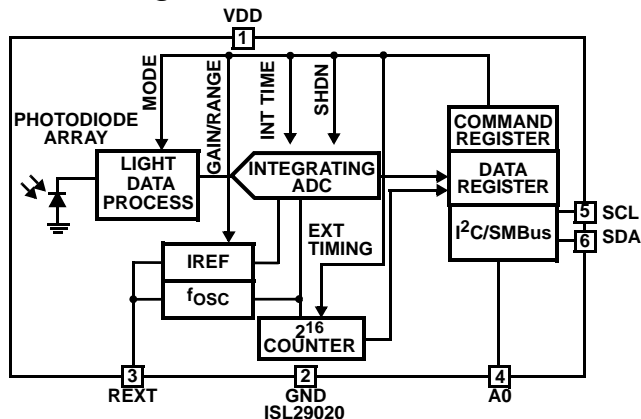 VDD
1
MODE
GAIN/RANGE
INT TIME
SHDN
PHOTODIODE
ARRAY
LIGHT
DATA
PROCESS
INTEGRATING
ADC
COMMAND
REGISTER
DATA
REGISTER
I2C/SMBus
5 SCL
6 SDA
EXT
TIMING
IREF
fOSC
2^16
COUNTER
3
REXT
2
GND
ISL29020
4
A0